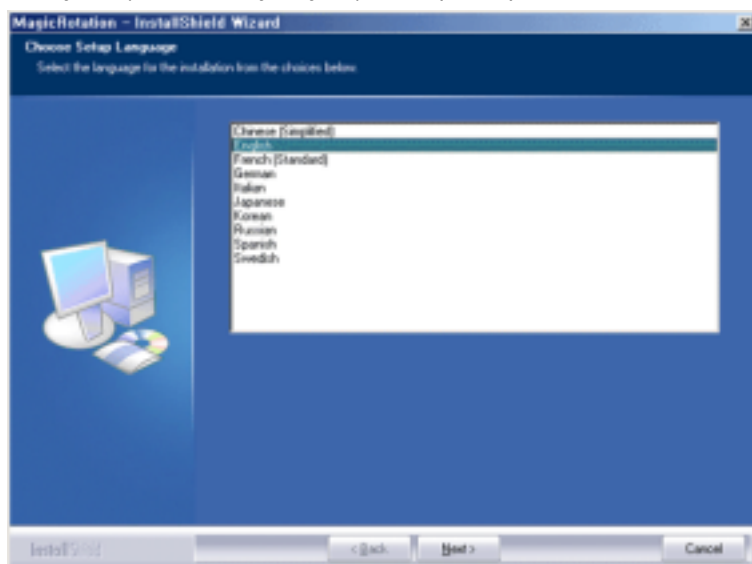 MagicRotation - InstallShield Wizard
Choose Setup Language
Select the language for the installation from the choices below.
Chinese (Simplified)
English
French (Standard)
German
Italian
Japanese
Korean
Russian
Spanish
Swedish
InstallShield
< Back
Next >
Cancel